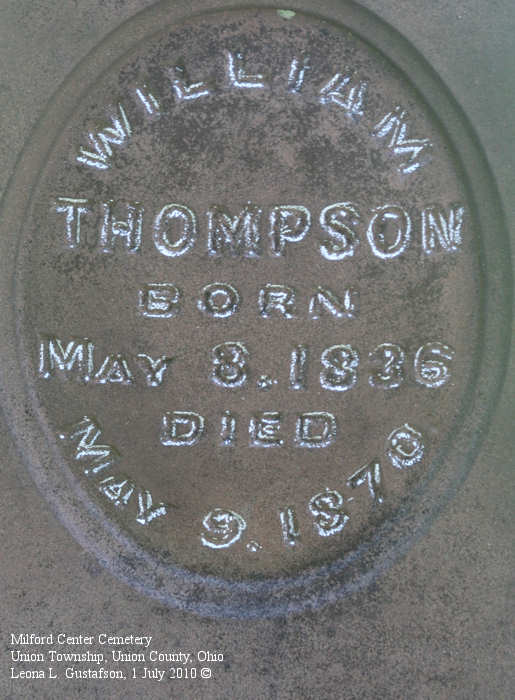 WILLIAM
THOMPSON
BORN
MAY 8. 1836
DIED
MAY 9. 1870
Milford Center Cemetery
Union Township, Union County, Ohio
Leona L. Gustafson, 1 July 2010 ©